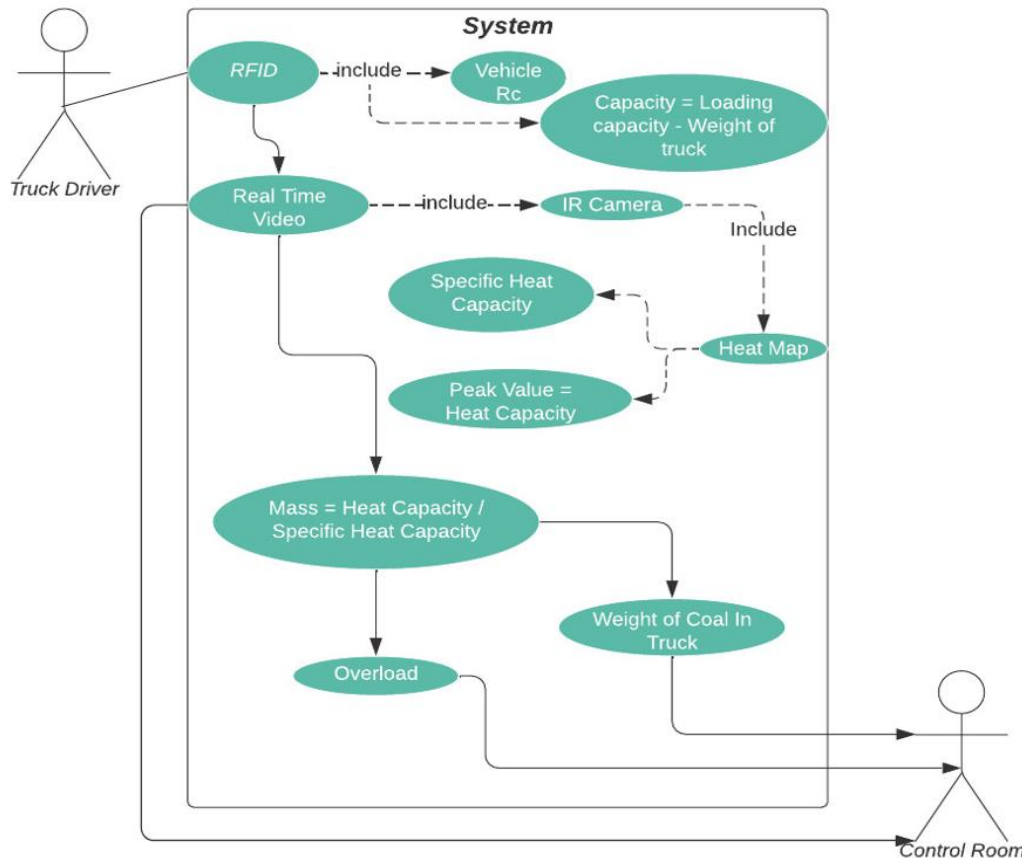 System
RFID
include
Vehicle
Rc
Capacity = Loading
capacity - Weight of
truck
Truck Driver
Real Time
Video
include
IR Camera
Include
Specific Heat
Capacity
Heat Map
Peak Value =
Heat Capacity
Mass = Heat Capacity /
Specific Heat Capacity
Weight of Coal In
Truck
Overload
Control Room